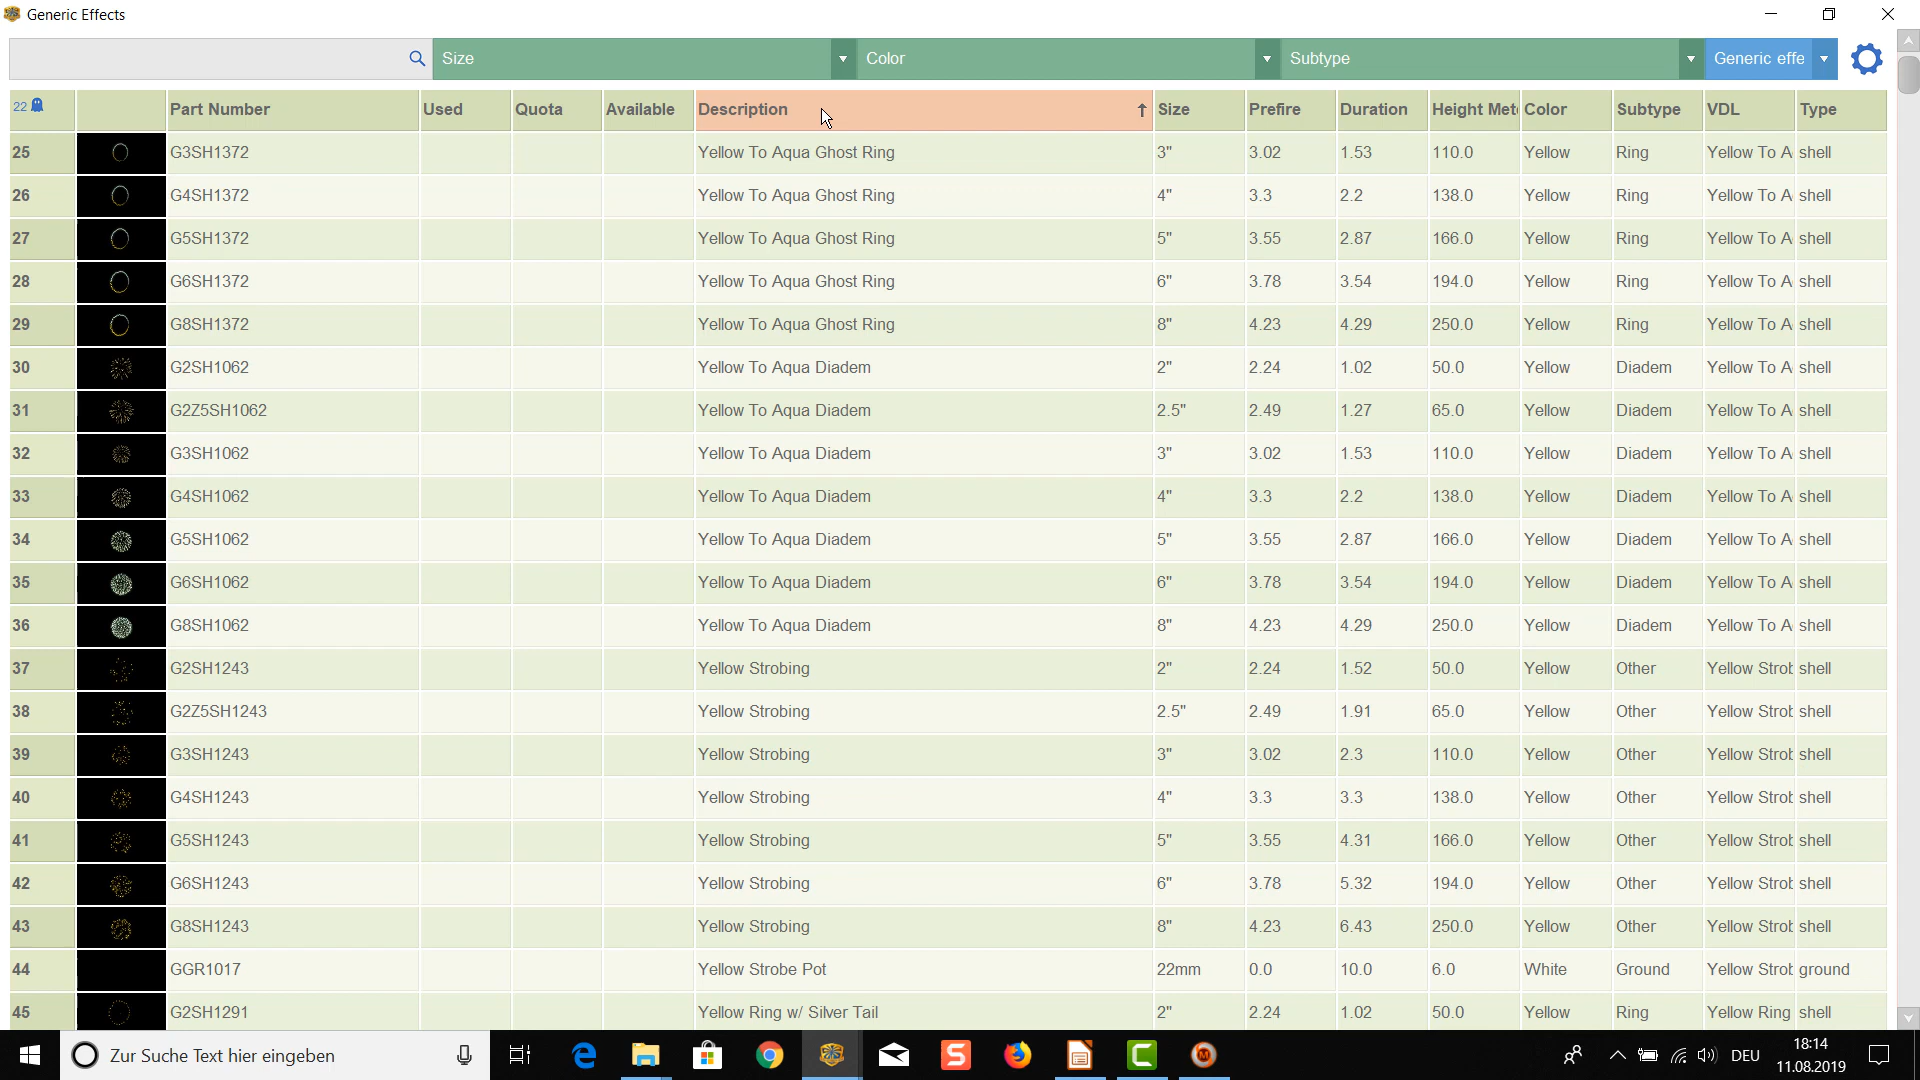 Generic Effects
Size Color Subtype Generic effe
22 Part Number Used Quota Available Description Size Prefire Duration Height Met Color Subtype VDL Type
25 G3SH1372 Yellow To Aqua Ghost Ring 3" 3.02 1.53 110.0 Yellow Ring Yellow To A shell
26 G4SH1372 Yellow To Aqua Ghost Ring 4" 3.3 2.2 138.0 Yellow Ring Yellow To A shell
27 G5SH1372 Yellow To Aqua Ghost Ring 5" 3.55 2.87 166.0 Yellow Ring Yellow To A shell
28 G6SH1372 Yellow To Aqua Ghost Ring 6" 3.78 3.54 194.0 Yellow Ring Yellow To A shell
29 G8SH1372 Yellow To Aqua Ghost Ring 8" 4.23 4.29 250.0 Yellow Ring Yellow To A shell
30 G2SH1062 Yellow To Aqua Diadem 2" 2.24 1.02 50.0 Yellow Diadem Yellow To A shell
31 G2Z5SH1062 Yellow To Aqua Diadem 2.5" 2.49 1.27 65.0 Yellow Diadem Yellow To A shell
32 G3SH1062 Yellow To Aqua Diadem 3" 3.02 1.53 110.0 Yellow Diadem Yellow To A shell
33 G4SH1062 Yellow To Aqua Diadem 4" 3.3 2.2 138.0 Yellow Diadem Yellow To A shell
34 G5SH1062 Yellow To Aqua Diadem 5" 3.55 2.87 166.0 Yellow Diadem Yellow To A shell
35 G6SH1062 Yellow To Aqua Diadem 6" 3.78 3.54 194.0 Yellow Diadem Yellow To A shell
36 G8SH1062 Yellow To Aqua Diadem 8" 4.23 4.29 250.0 Yellow Diadem Yellow To A shell
37 G2SH1243 Yellow Strobing 2" 2.24 1.52 50.0 Yellow Other Yellow Strob shell
38 G2Z5SH1243 Yellow Strobing 2.5" 2.49 1.91 65.0 Yellow Other Yellow Strob shell
39 G3SH1243 Yellow Strobing 3" 3.02 2.3 110.0 Yellow Other Yellow Strob shell
40 G4SH1243 Yellow Strobing 4" 3.3 3.3 138.0 Yellow Other Yellow Strob shell
41 G5SH1243 Yellow Strobing 5" 3.55 4.31 166.0 Yellow Other Yellow Strob shell
42 G6SH1243 Yellow Strobing 6" 3.78 5.32 194.0 Yellow Other Yellow Strob shell
43 G8SH1243 Yellow Strobing 8" 4.23 6.43 250.0 Yellow Other Yellow Strob shell
44 GGR1017 Yellow Strobe Pot 22mm 0.0 10.0 6.0 White Ground Yellow Strob ground
45 G2SH1291 Yellow Ring w/ Silver Tail 2" 2.24 1.02 50.0 Yellow Ring Yellow Ring shell
Zur Suche Text hier eingeben DEU 18:14
11.08.2019